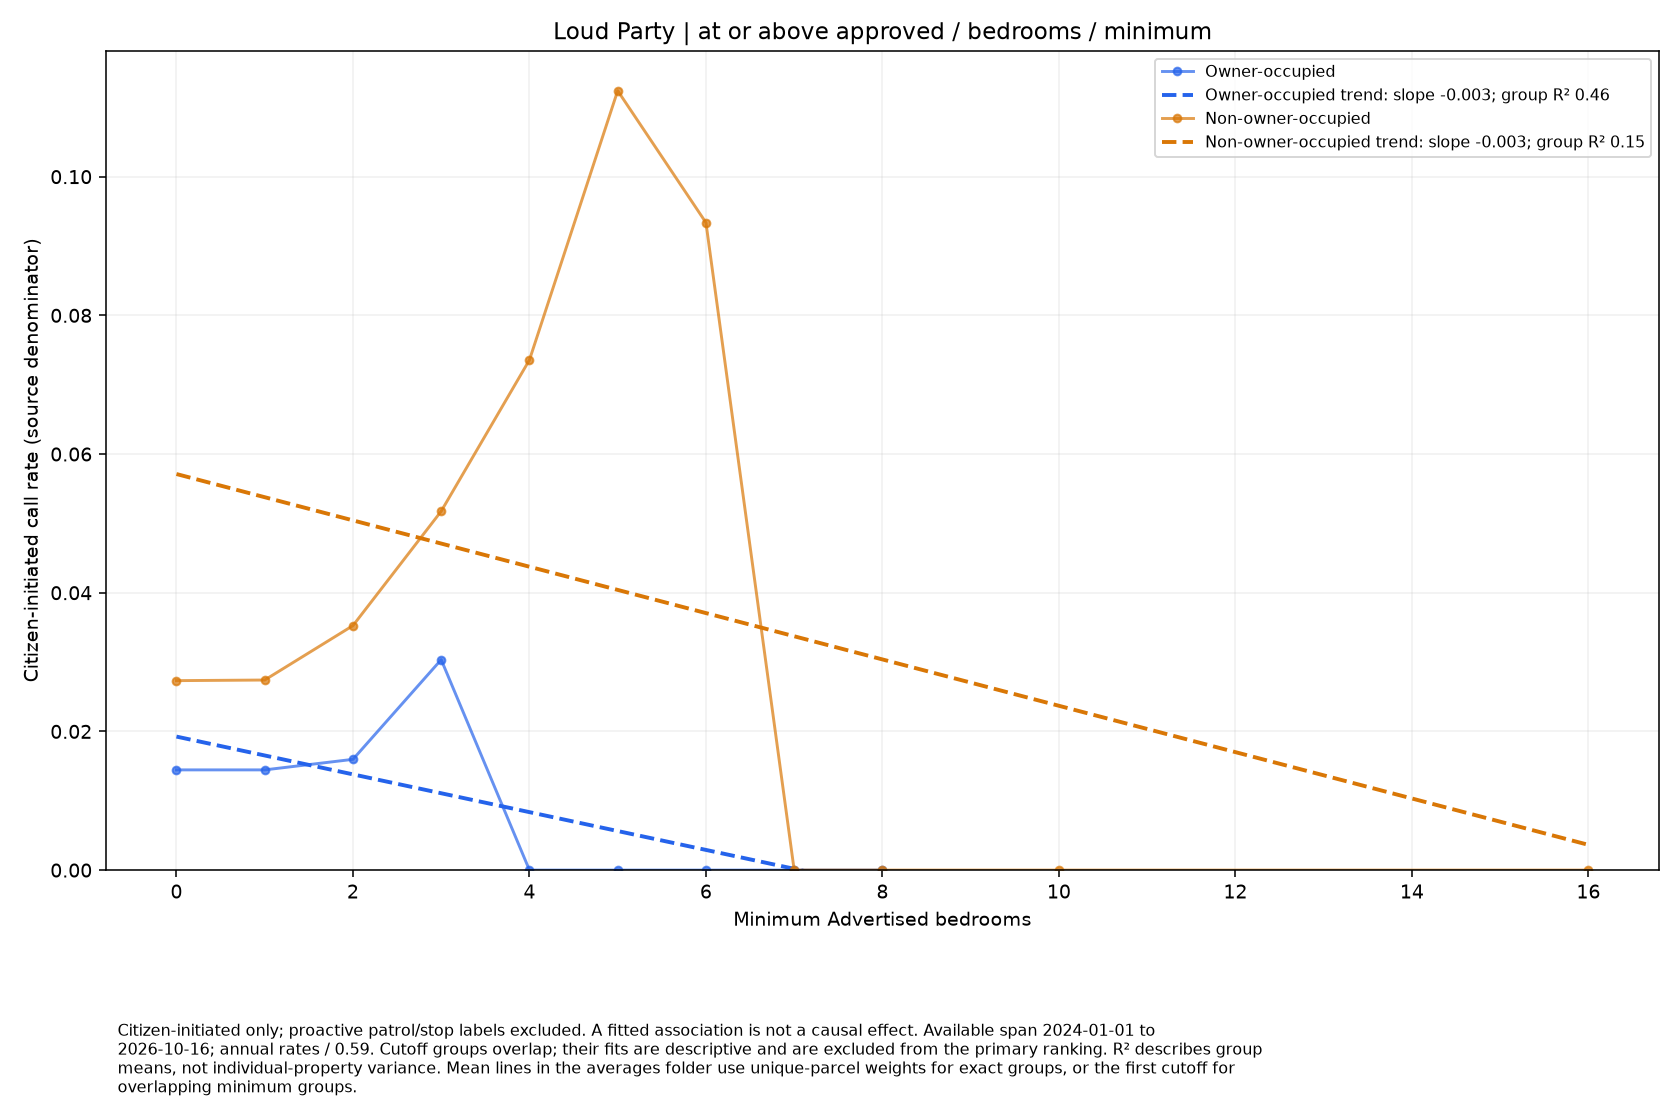 Loud Party | at or above approved / bedrooms / minimum
Owner-occupied
Owner-occupied trend: slope -0.003; group R² 0.46
Non-owner-occupied
Non-owner-occupied trend: slope -0.003; group R² 0.15
Citizen-initiated call rate (source denominator)
0.10
0.08
0.06
0.04
0.02
0.00
0 2 4 6 8 10 12 14 16
Minimum Advertised bedrooms
Citizen-initiated only; proactive patrol/stop labels excluded. A fitted association is not a causal effect. Available span 2024-01-01 to
2026-10-16; annual rates / 0.59. Cutoff groups overlap; their fits are descriptive and are excluded from the primary ranking. R² describes group
means, not individual-property variance. Mean lines in the averages folder use unique-parcel weights for exact groups, or the first cutoff for
overlapping minimum groups.